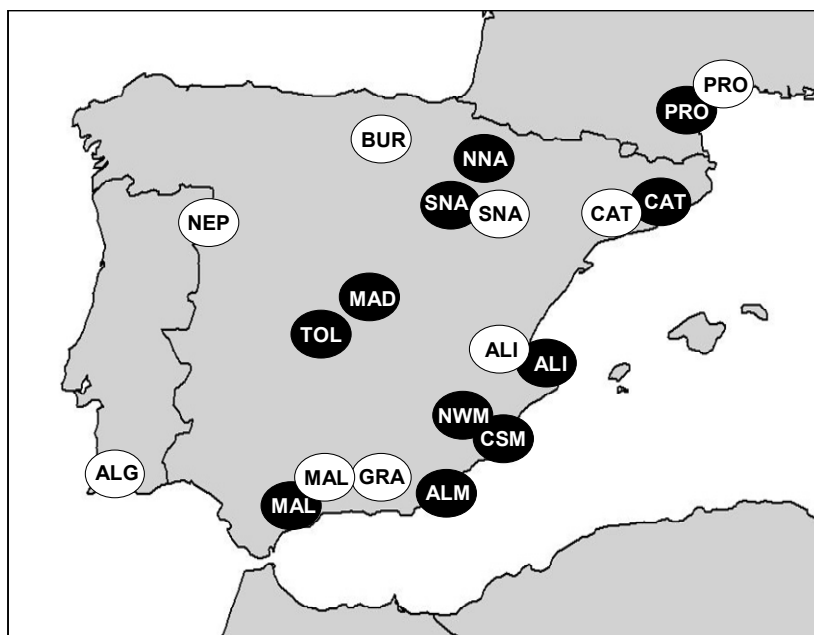 PRO
PRO
BUR
NNA
SNA
SNA
CAT
CAT
NEP
MAD
TOL
ALI
ALI
NWM
CSM
ALG
MAL
GRA
MAL
ALM